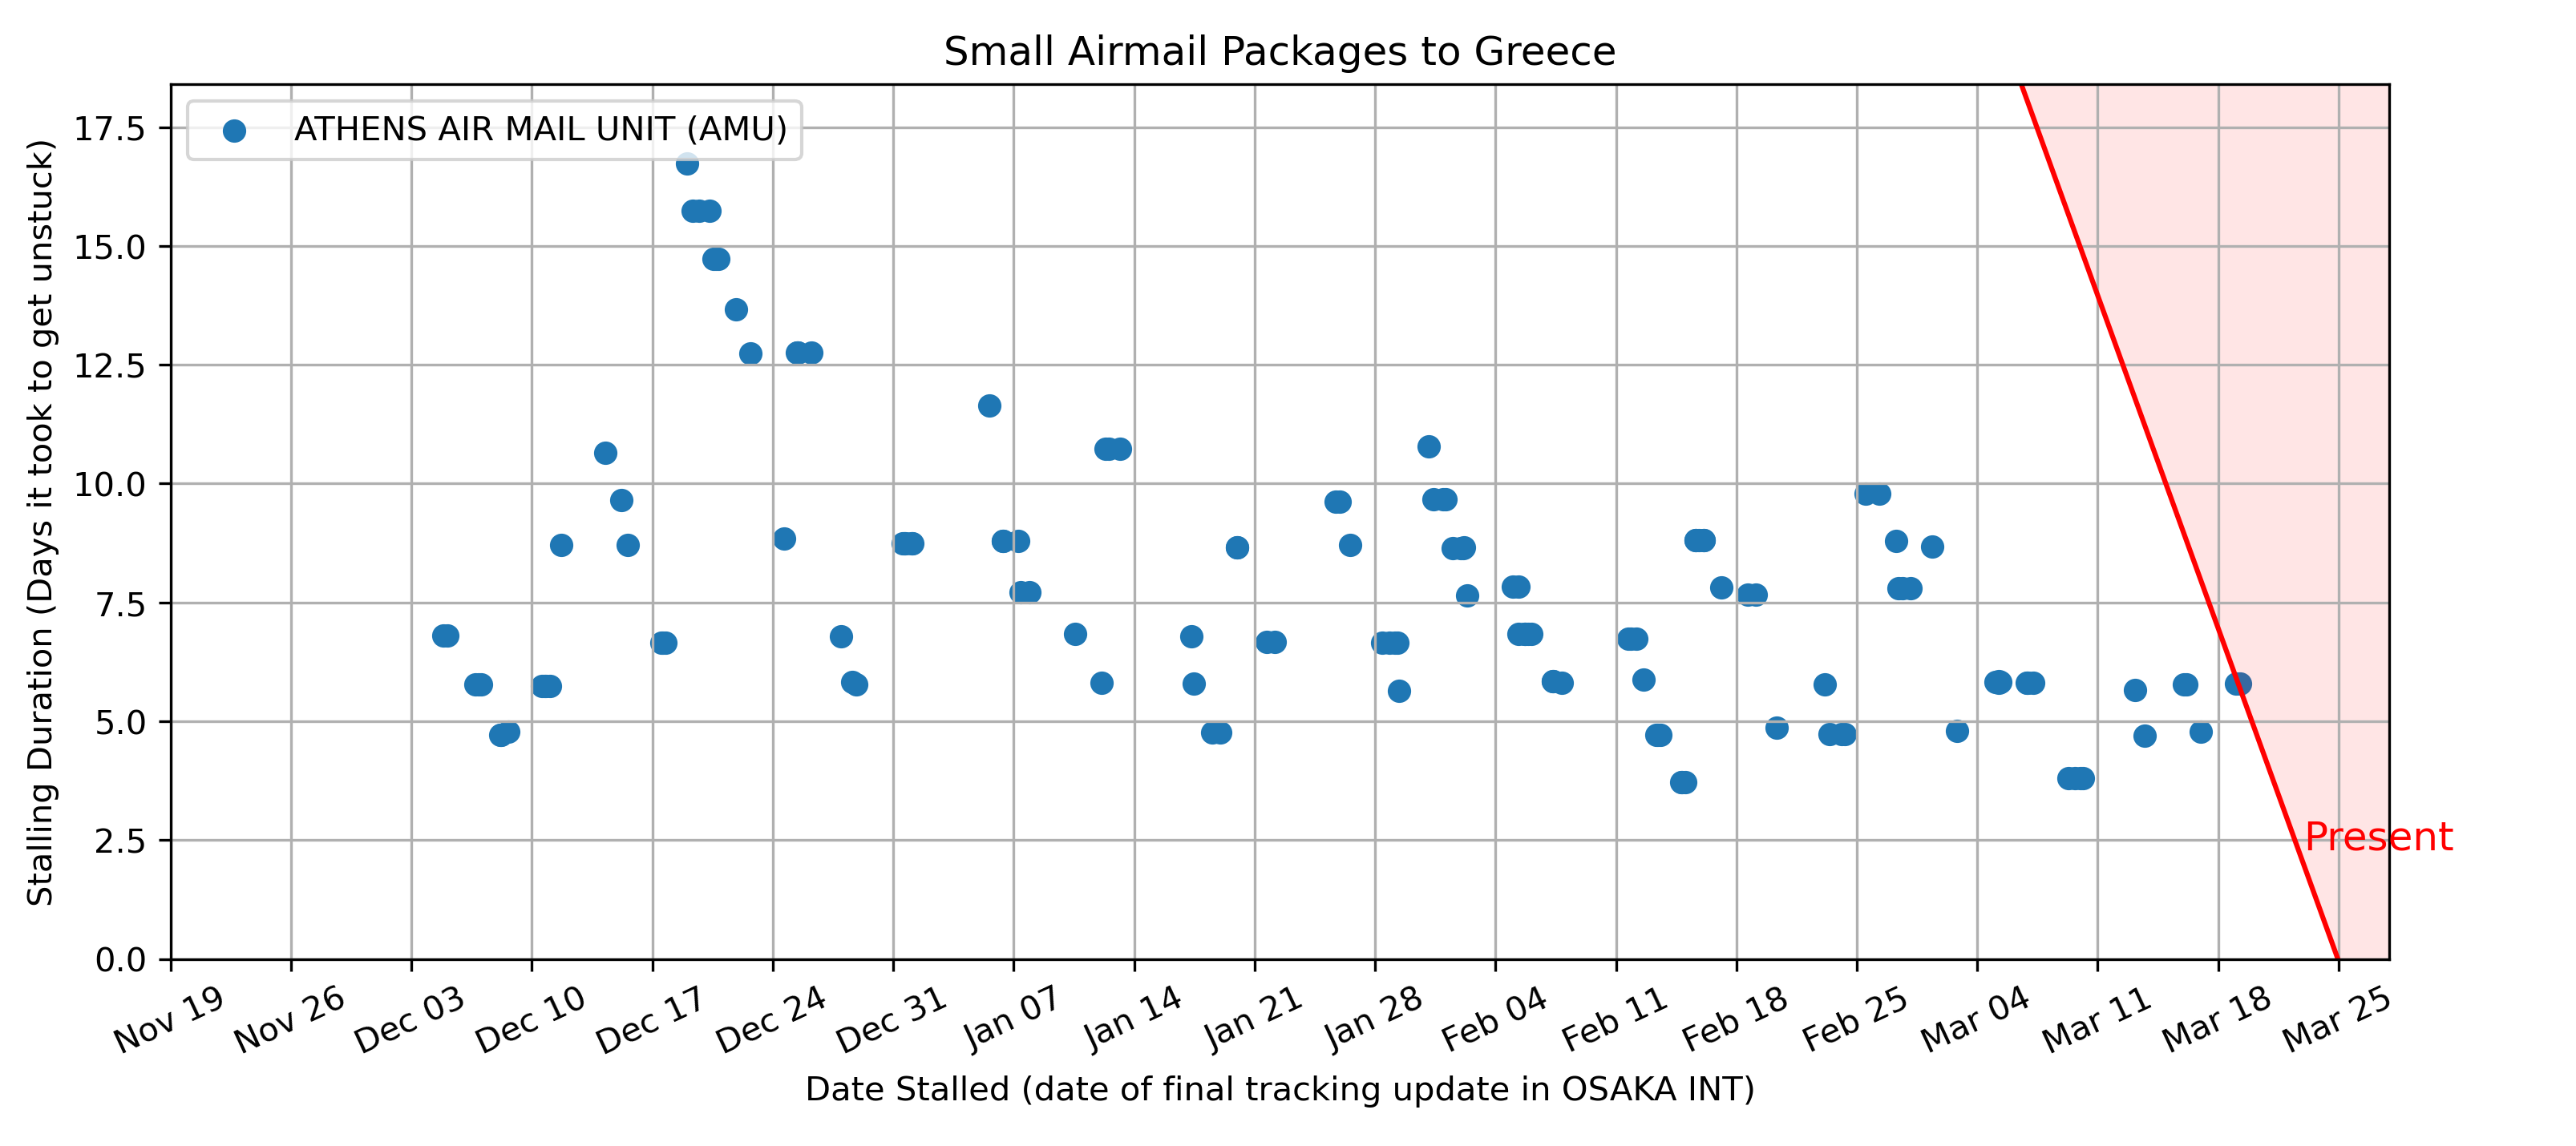 Small Airmail Packages to Greece
ATHENS AIR MAIL UNIT (AMU)
Stalling Duration (Days it took to get unstuck)
17.5
15.0
12.5
10.0
7.5
5.0
2.5
0.0
Present
Nov 19
Nov 26
Dec 03
Dec 10
Dec 17
Dec 24
Dec 31
Jan 07
Jan 14
Jan 21
Jan 28
Feb 04
Feb 11
Feb 18
Feb 25
Mar 04
Mar 11
Mar 18
Mar 25
Date Stalled (date of final tracking update in OSAKA INT)